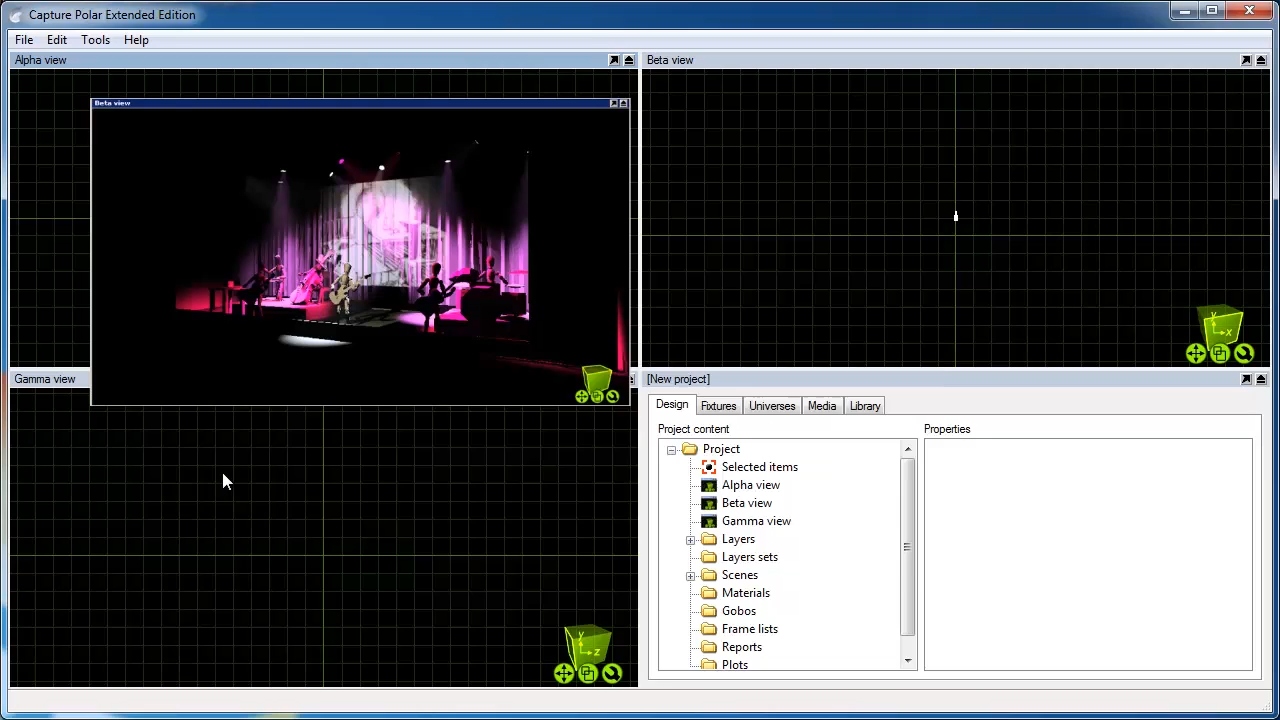 Capture Polar Extended Edition
File Edit Tools Help
Alpha view
Beta view
Beta view
Y
X
Gamma view
Y
Z
[New project]
Design Fixtures Universes Media Library
Project content
Properties
Project
Selected items
Alpha view
Beta view
Gamma view
Layers
Layers sets
Scenes
Materials
Gobos
Frame lists
Reports
Plots